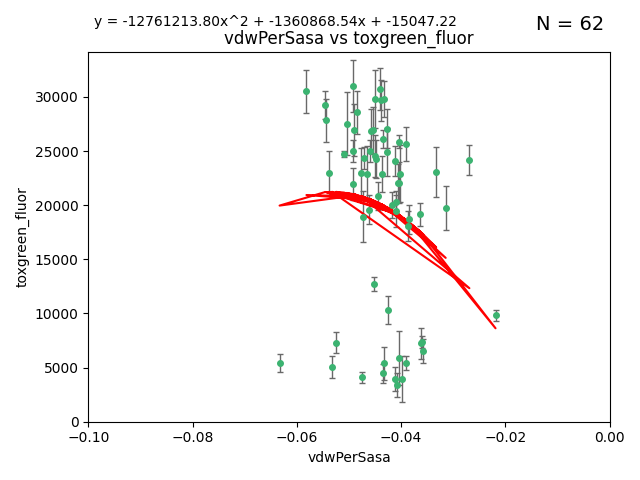 y = -12761213.80x^2 + -1360868.54x + -15047.22
N = 62
vdwPerSasa vs toxgreen_fluor
toxgreen_fluor
30000
25000
20000
15000
10000
5000
0
−0.10
−0.08
−0.06
−0.04
−0.02
0.00
vdwPerSasa